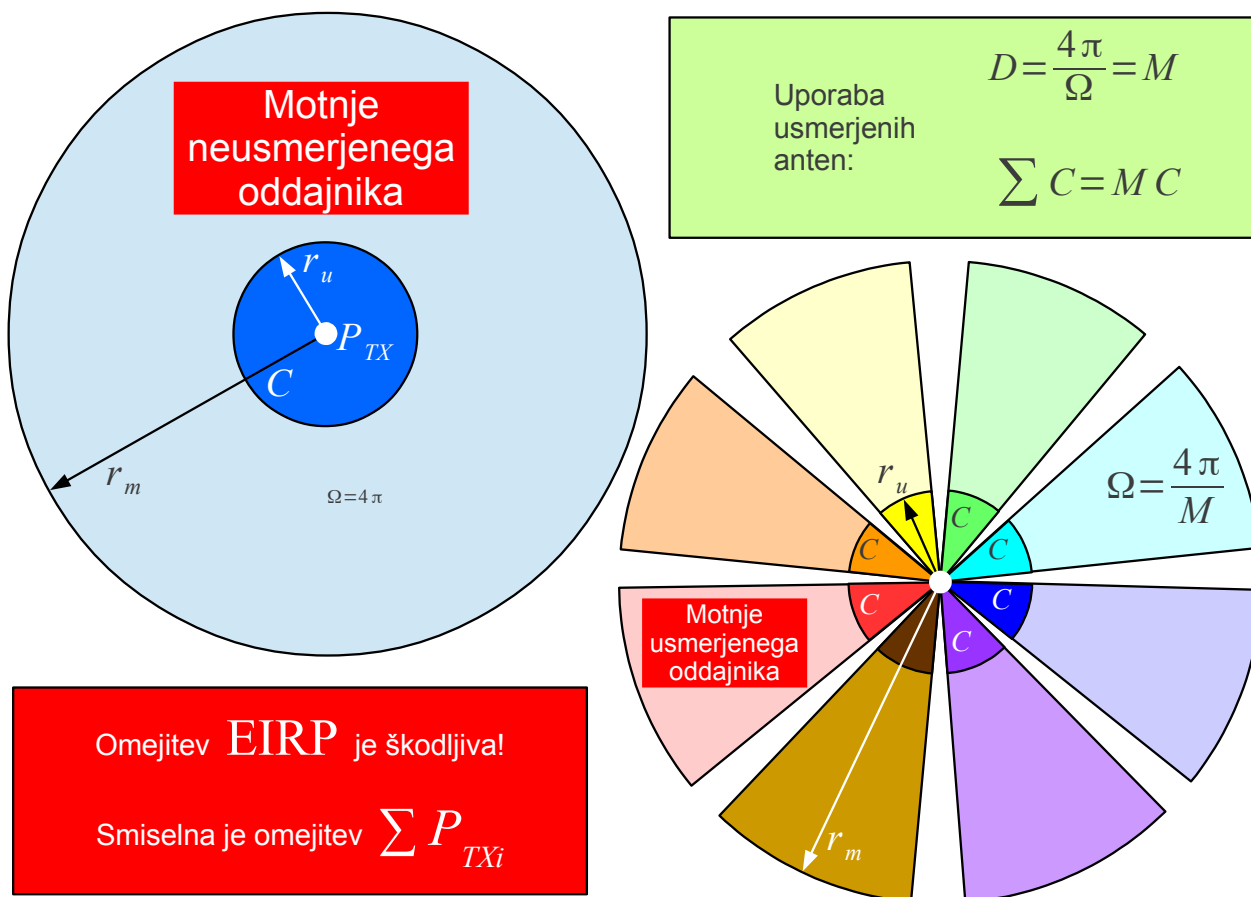 Motnje
neusmerjenega
oddajnika
r_u
P_TX
C
r_m
Ω=4π
Uporaba
usmerjenih
anten:
D=4π/Ω=M
∑ C=M C
r_u
Ω=4π/M
C
C
C
C
C
C
Motnje
usmerjenega
oddajnika
r_m
Omejitev EIRP je škodljiva!
Smiselna je omejitev ∑ P_TXi